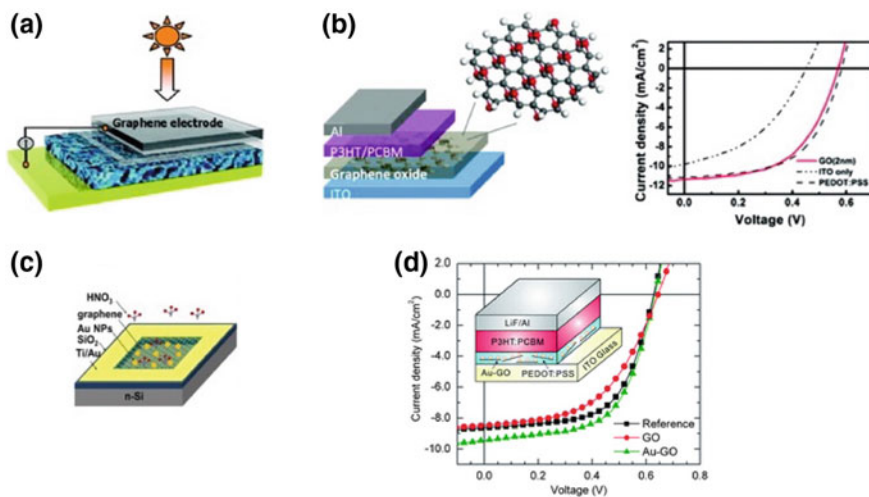 (a)
Graphene electrode
(b)
Al
P3HT/PCBM
Graphene oxide
ITO
Current density (mA/cm²)
2
0
-2
-4
-6
-8
-10
-12
GO(2nm)
ITO only
PEDOT:PSS
0.0 0.2 0.4 0.6
Voltage (V)
(c)
HNO₃
graphene
Au NPs
SiO₂
Ti/Au
n-Si
(d)
Current density (mA/cm²)
2.0
0.0
-2.0
-4.0
-6.0
-8.0
-10.0
LiF/Al
P3HT:PCBM
Au-GO
PEDOT:PSS
ITO Glass
Reference
GO
Au-GO
0.0 0.2 0.4 0.6 0.8
Voltage (V)